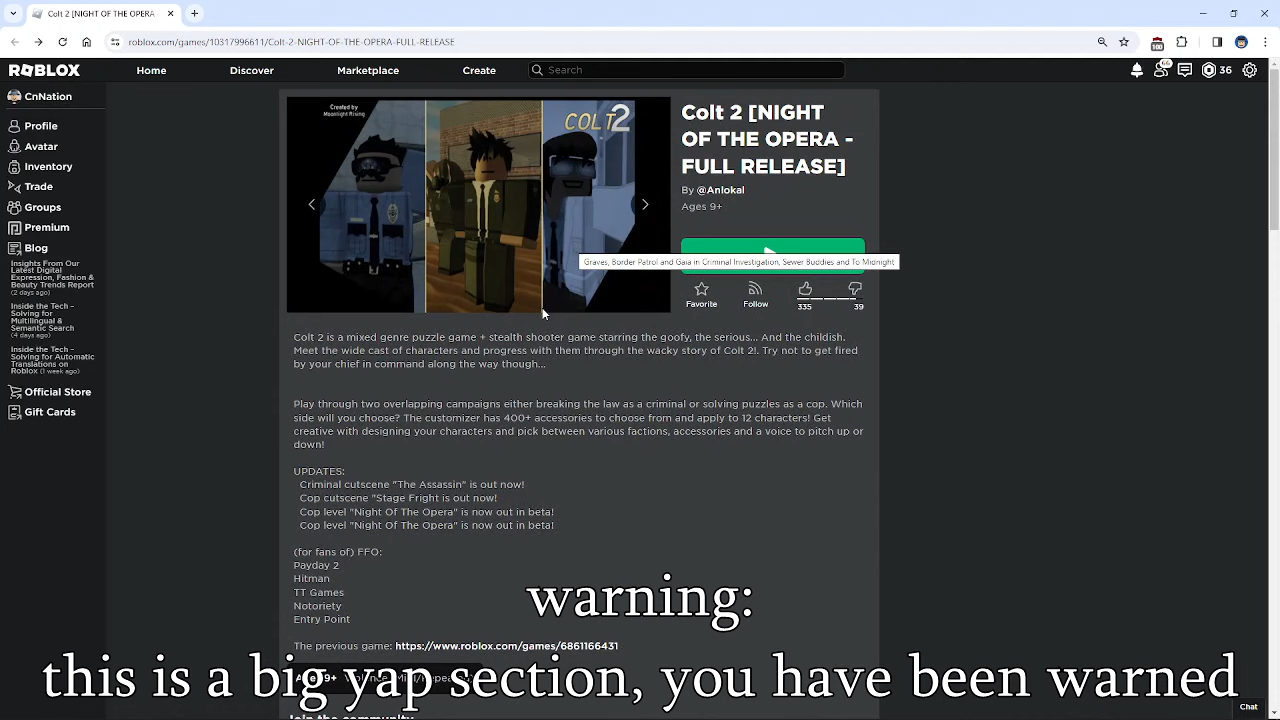 Colt 2 [NIGHT OF THE OPERA
roblox.com/games/10317996611/Colt-2-NIGHT-OF-THE-OPERA-FULL-RELEASE
100
ROBLOX
Home
Discover
Marketplace
Create
Search
66
36
CnNation
Profile
Avatar
Inventory
Trade
Groups
Premium
Blog
Insights From Our
Latest Digital
Expression, Fashion &
Beauty Trends Report
(2 days ago)
Inside the Tech -
Solving for
Multilingual &
Semantic Search
(4 days ago)
Inside the Tech -
Solving for Automatic
Translations on
Roblox (1 week ago)
Official Store
Gift Cards
Created by
Moonlight Rising
COLT2
Colt 2 [NIGHT
OF THE OPERA -
FULL RELEASE]
By @Anlokal
Ages 9+
Graves, Border Patrol and Gaia in Criminal Investigation, Sewer Buddies and To Midnight
Favorite
Follow
335
39
Colt 2 is a mixed genre puzzle game + stealth shooter game starring the goofy, the serious... And the childish.
Meet the wide cast of characters and progress with them through the wacky story of Colt 2! Try not to get fired
by your chief in command along the way though...
Play through two overlapping campaigns either breaking the law as a criminal or solving puzzles as a cop. Which
side will you choose? The customizer has 400+ accessories to choose from and apply to 12 characters! Get
creative with designing your characters and pick between various factions, accessories and a voice to pitch up or
down!
UPDATES:
Criminal cutscene "The Assassin" is out now!
Cop cutscene "Stage Fright is out now!
Cop level "Night Of The Opera" is now out in beta!
Cop level "Night Of The Opera" is now out in beta!
(for fans of) FFO:
Payday 2
Hitman
TT Games
Notoriety
Entry Point
The previous game: https://www.roblox.com/games/6861166431
warning:
this is a big yap section, you have been warned
Join the community
Chat